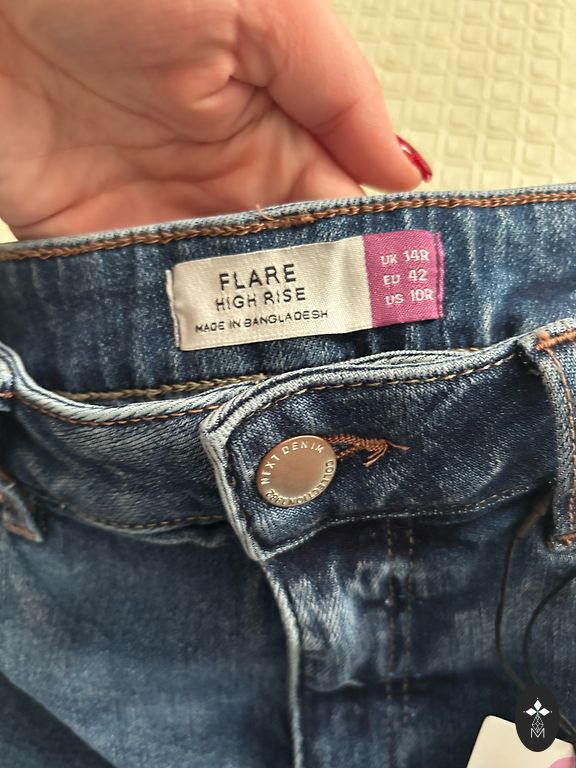 FLARE
HIGH RISE
MADE IN BANGLADESH
UK 14R
EU 42
US 10R
NEXT DENIM